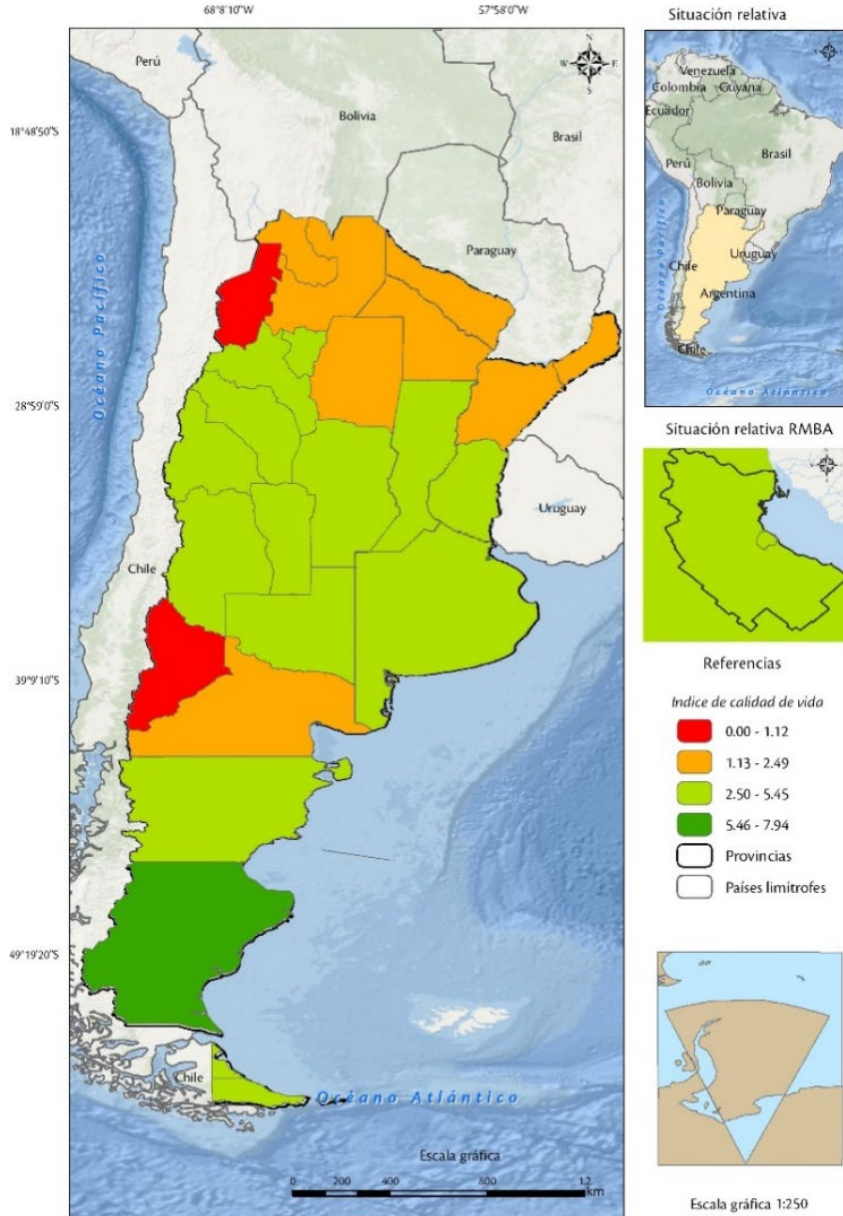 68°8'10"W
57°58'0"W
Situación relativa
N
W
E
S
Perú
Bolivia
Brasil
18°48'50"S
Paraguay
Océano Pacífico
28°59'0"S
Uruguay
Chile
39°9'10"S
49°19'20"S
Chile
Océano Atlántico
Escala gráfica
0
200
400
800
1.2
km
Venezuela
Colombia
Guyana
Ecuador
Perú
Brasil
Bolivia
Paraguay
Océano Pacífico
Chile
Uruguay
Argentina
Chile
Océano Atlántico
Situación relativa RMBA
Referencias
Indice de calidad de vida
0.00 - 1.12
1.13 - 2.49
2.50 - 5.45
5.46 - 7.94
Provincias
Países limitrofes
Escala gráfica 1:250